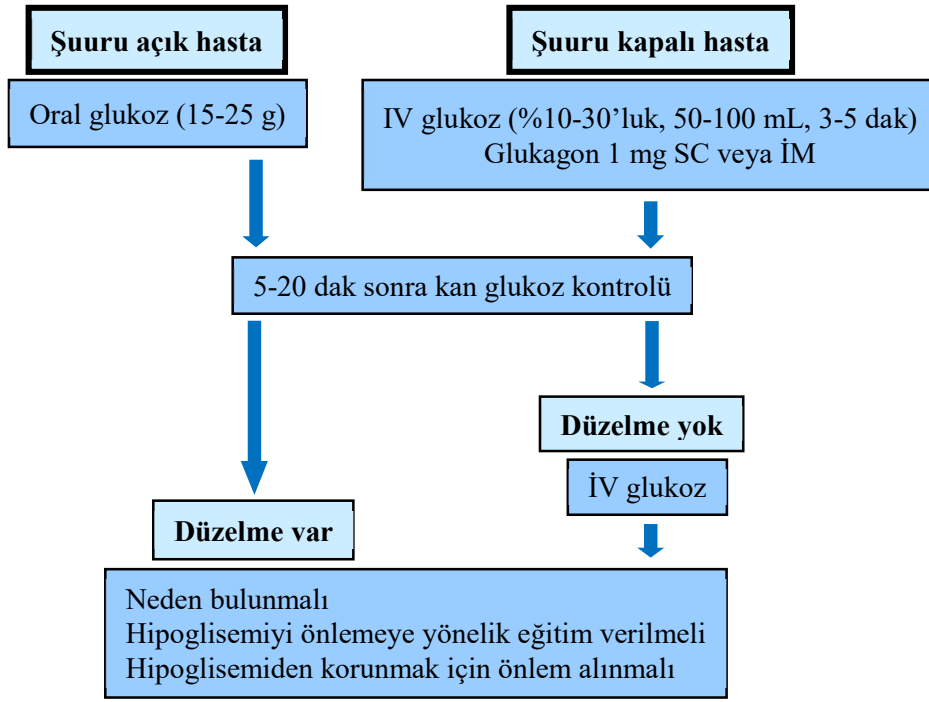 Şuuru açık hasta
Şuuru kapalı hasta
Oral glukoz (15-25 g)
IV glukoz (%10-30’luk, 50-100 mL, 3-5 dak)
Glukagon 1 mg SC veya İM
5-20 dak sonra kan glukoz kontrolü
Düzelme yok
İV glukoz
Düzelme var
Neden bulunmalı
Hipoglisemiyi önlemeye yönelik eğitim verilmeli
Hipoglisemiden korunmak için önlem alınmalı